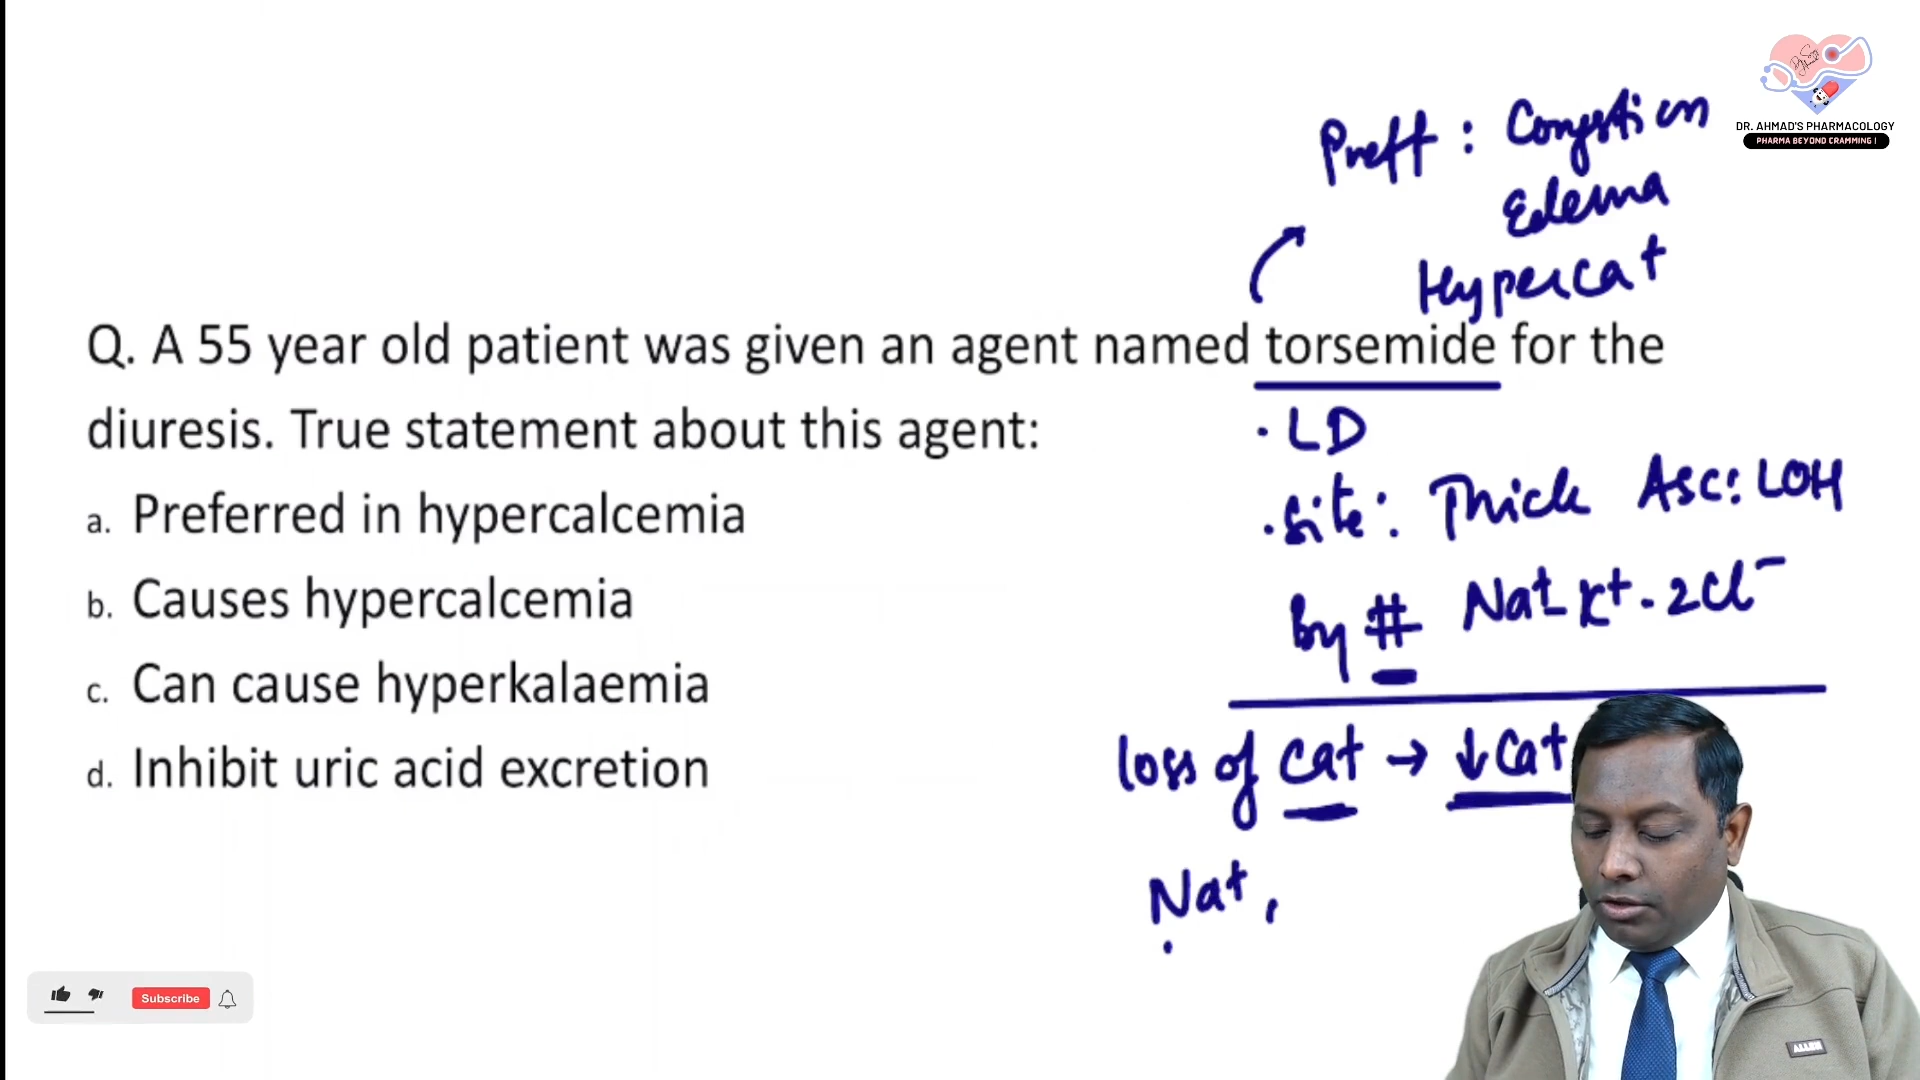 DR. AHMAD'S PHARMACOLOGY
PHARMA BEYOND CRAMMING !
Preff : Congestion
Edema
Hyperca+
Q. A 55 year old patient was given an agent named torsemide for the
diuresis. True statement about this agent:
a. Preferred in hypercalcemia
b. Causes hypercalcemia
c. Can cause hyperkalaemia
d. Inhibit uric acid excretion
· LD
· Site: Thick Asc: LOH
By # Na+ K+ - 2Cl-
loss of Ca+ → ↓Ca+
Na+ ,
Subscribe
ALLEN